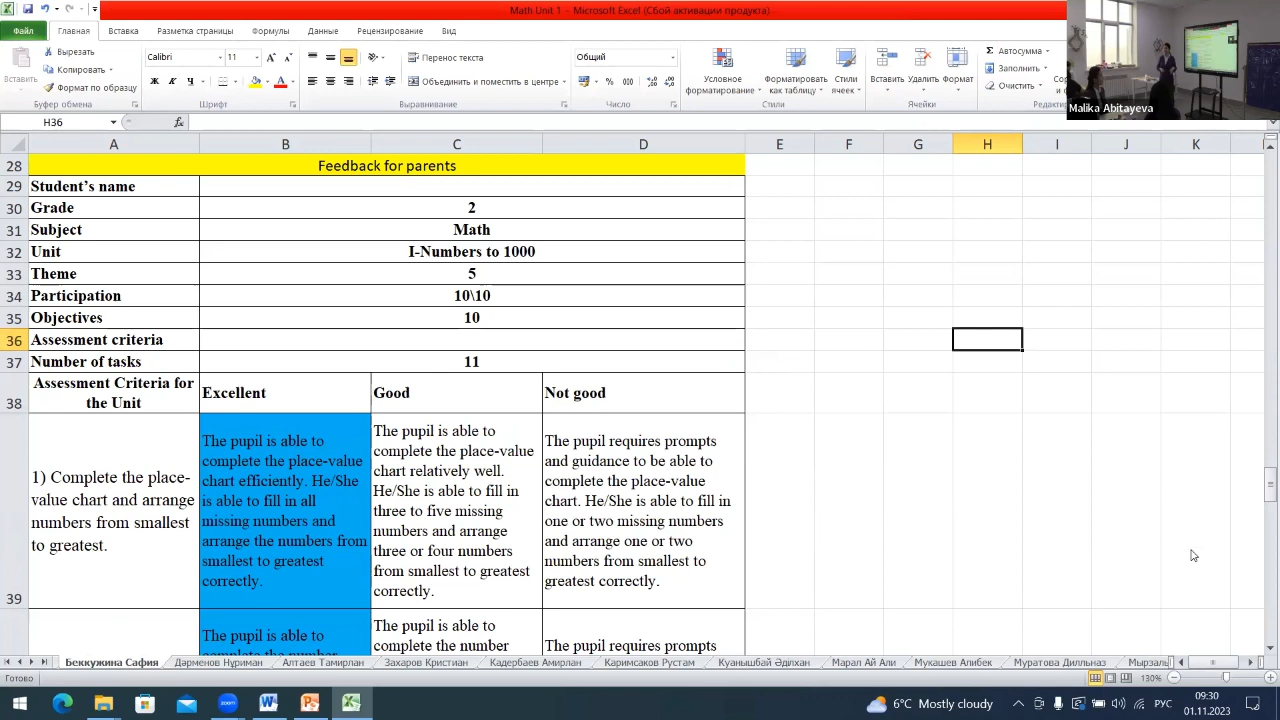 Math Unit 1 - Microsoft Excel (Сбой активации продукта)
Файл Главная Вставка Разметка страницы Формулы Данные Рецензирование Вид
Вставить
Вырезать
Копировать
Формат по образцу
Буфер обмена
Calibri 11
Ж К Ч
Шрифт
Перенос текста
Объединить и поместить в центре
Выравнивание
Общий
%
Число
Условное форматирование
Форматировать как таблицу
Стили ячеек
Стили
Вставить Удалить Формат
Ячейки
Автосумма
Заполнить
Очистить
Malika Abitayeva
H36
fx
A B C D E F G H I J K
28 Feedback for parents
29 Student’s name
30 Grade 2
31 Subject Math
32 Unit I-Numbers to 1000
33 Theme 5
34 Participation 10\10
35 Objectives 10
36 Assessment criteria
37 Number of tasks 11
38 Assessment Criteria for the Unit Excellent Good Not good
39
1) Complete the place-
value chart and arrange
numbers from smallest
to greatest.
The pupil is able to
complete the place-value
chart efficiently. He/She
is able to fill in all
missing numbers and
arrange the numbers from
smallest to greatest
correctly.
The pupil is able to
complete the place-value
chart relatively well.
He/She is able to fill in
three to five missing
numbers and arrange
three or four numbers
from smallest to greatest
correctly.
The pupil requires prompts
and guidance to be able to
complete the place-value
chart. He/She is able to fill in
one or two missing numbers
and arrange one or two
numbers from smallest to
greatest correctly.
The pupil is able to
The pupil is able to
complete the number
The pupil requires prompts
Беккужина Сафия Дарменов Нұриман Алтаев Тамирлан Захаров Кристиан Кадербаев Амирлан Каримсаков Рустам Куанышбай Әділхан Марал Ай Али Мукашев Алибек Муратова Дилльназ Мырзаль
Готово
130%
zoom
6°C Mostly cloudy
РУС
09:30
01.11.2023